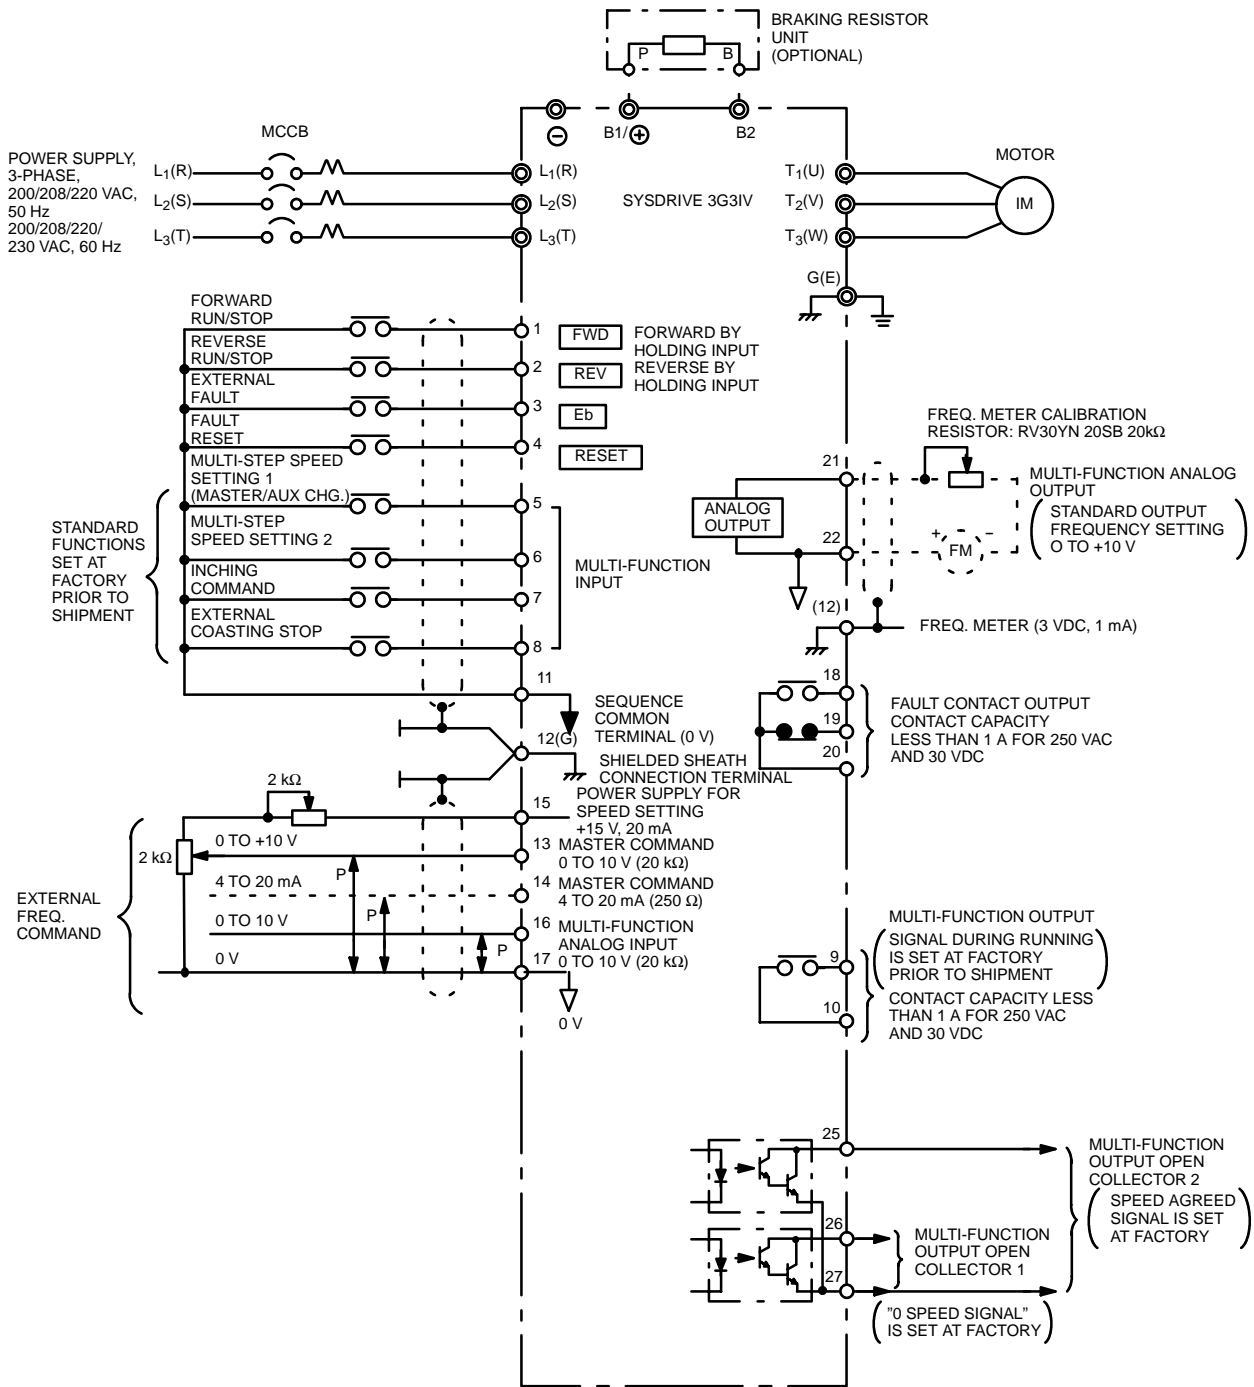 BRAKING RESISTOR
UNIT
(OPTIONAL)
P
B
B1/
B2
MCCB
POWER SUPPLY,
3-PHASE,
200/208/220 VAC,
50 Hz
200/208/220/
230 VAC, 60 Hz
L1(R)
L2(S)
L3(T)
L1(R)
L2(S)
L3(T)
SYSDRIVE 3G3IV
T1(U)
T2(V)
T3(W)
MOTOR
IM
G(E)
FORWARD
RUN/STOP
REVERSE
RUN/STOP
EXTERNAL
FAULT
FAULT
RESET
MULTI-STEP SPEED
SETTING 1
(MASTER/AUX CHG.)
MULTI-STEP
SPEED SETTING 2
INCHING
COMMAND
EXTERNAL
COASTING STOP
STANDARD
FUNCTIONS
SET AT
FACTORY
PRIOR TO
SHIPMENT
1
FWD
FORWARD BY
HOLDING INPUT
2
REV
REVERSE BY
HOLDING INPUT
3
Eb
4
RESET
5
6
7
8
MULTI-FUNCTION
INPUT
11
SEQUENCE
COMMON
TERMINAL (0 V)
12(G)
SHIELDED SHEATH
CONNECTION TERMINAL
15
POWER SUPPLY FOR
SPEED SETTING
+15 V, 20 mA
13
MASTER COMMAND
0 TO 10 V (20 kΩ)
14
MASTER COMMAND
4 TO 20 mA (250 Ω)
16
MULTI-FUNCTION
ANALOG INPUT
0 TO 10 V (20 kΩ)
17
0 V
EXTERNAL
FREQ.
COMMAND
2 kΩ
2 kΩ
0 TO +10 V
P
4 TO 20 mA
P
0 TO 10 V
P
0 V
FREQ. METER CALIBRATION
RESISTOR: RV30YN 20SB 20kΩ
21
22
ANALOG
OUTPUT
+
FM
−
MULTI-FUNCTION ANALOG
OUTPUT
STANDARD OUTPUT
FREQUENCY SETTING
O TO +10 V
(12)
FREQ. METER (3 VDC, 1 mA)
18
19
20
FAULT CONTACT OUTPUT
CONTACT CAPACITY
LESS THAN 1 A FOR 250 VAC
AND 30 VDC
9
10
MULTI-FUNCTION OUTPUT
SIGNAL DURING RUNNING
IS SET AT FACTORY
PRIOR TO SHIPMENT
CONTACT CAPACITY LESS
THAN 1 A FOR 250 VAC
AND 30 VDC
25
MULTI-FUNCTION
OUTPUT OPEN
COLLECTOR 2
SPEED AGREED
SIGNAL IS SET
AT FACTORY
26
MULTI-FUNCTION
OUTPUT OPEN
COLLECTOR 1
27
"0 SPEED SIGNAL"
IS SET AT FACTORY